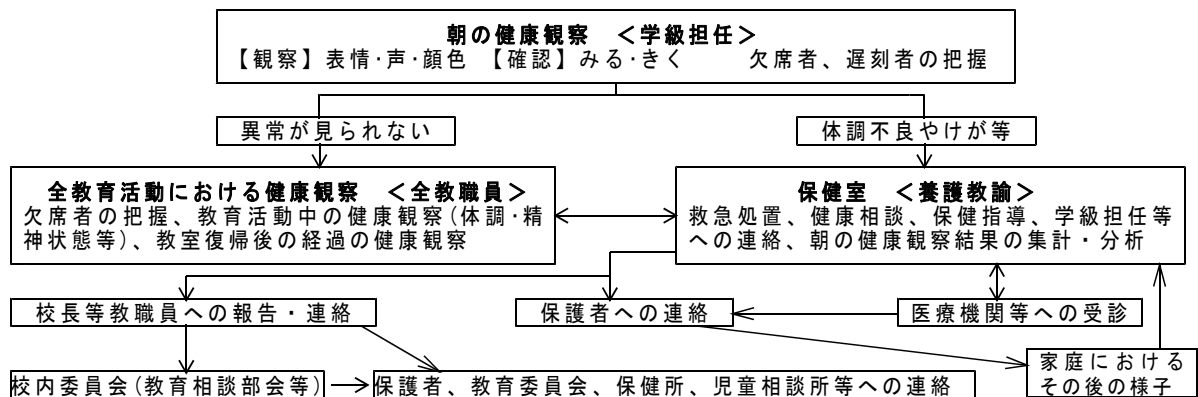 朝の健康観察 <学級担任>
【観察】表情・声・顔色 【確認】みる・きく 欠席者、遅刻者の把握
異常が見られない
体調不良やけが等
全教育活動における健康観察 <全教職員>
欠席者の把握、教育活動中の健康観察(体調・精
神状態等)、教室復帰後の経過の健康観察
保健室 <養護教諭>
救急処置、健康相談、保健指導、学級担任等
への連絡、朝の健康観察結果の集計・分析
校長等教職員への報告・連絡
保護者への連絡
医療機関等への受診
家庭における
その後の様子
校内委員会(教育相談部会等)
保護者、教育委員会、保健所、児童相談所等への連絡